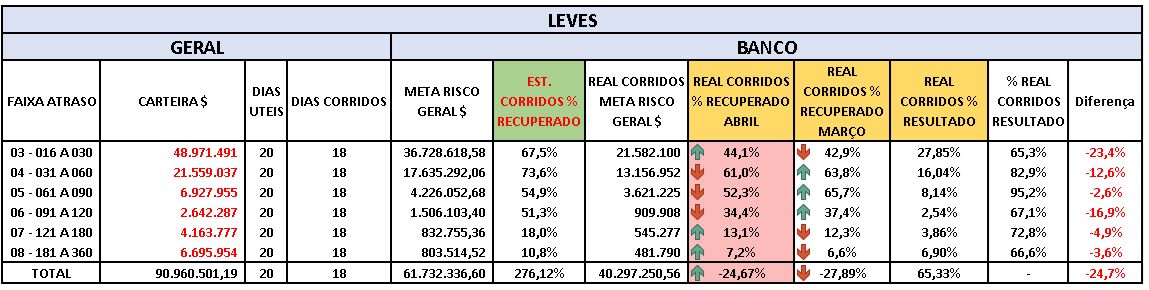 LEVES
GERAL BANCO
FAIXA ATRASO CARTEIRA $ DIAS UTEIS DIAS CORRIDOS META RISCO GERAL $ EST. CORRIDOS % RECUPERADO REAL CORRIDOS META RISCO GERAL $ REAL CORRIDOS % RECUPERADO ABRIL REAL CORRIDOS % RECUPERADO MARÇO REAL CORRIDOS % RESULTADO % REAL CORRIDOS RESULTADO Diferença
03 - 016 A 030 48.971.491 20 18 36.728.618,58 67,5% 21.582.100 44,1% 42,9% 27,85% 65,3% -23,4%
04 - 031 A 060 21.559.037 20 18 17.635.292,06 73,6% 13.156.952 61,0% 63,8% 16,04% 82,9% -12,6%
05 - 061 A 090 6.927.955 20 18 4.226.052,68 54,9% 3.621.225 52,3% 65,7% 8,14% 95,2% -2,6%
06 - 091 A 120 2.642.287 20 18 1.506.103,40 51,3% 909.908 34,4% 37,4% 2,54% 67,1% -16,9%
07 - 121 A 180 4.163.777 20 18 832.755,36 18,0% 545.277 13,1% 12,3% 3,86% 72,8% -4,9%
08 - 181 A 360 6.695.954 20 18 803.514,52 10,8% 481.790 7,2% 6,6% 6,90% 66,6% -3,6%
TOTAL 90.960.501,19 20 18 61.732.336,60 276,12% 40.297.250,56 -24,67% -27,89% 65,33% - -24,7%